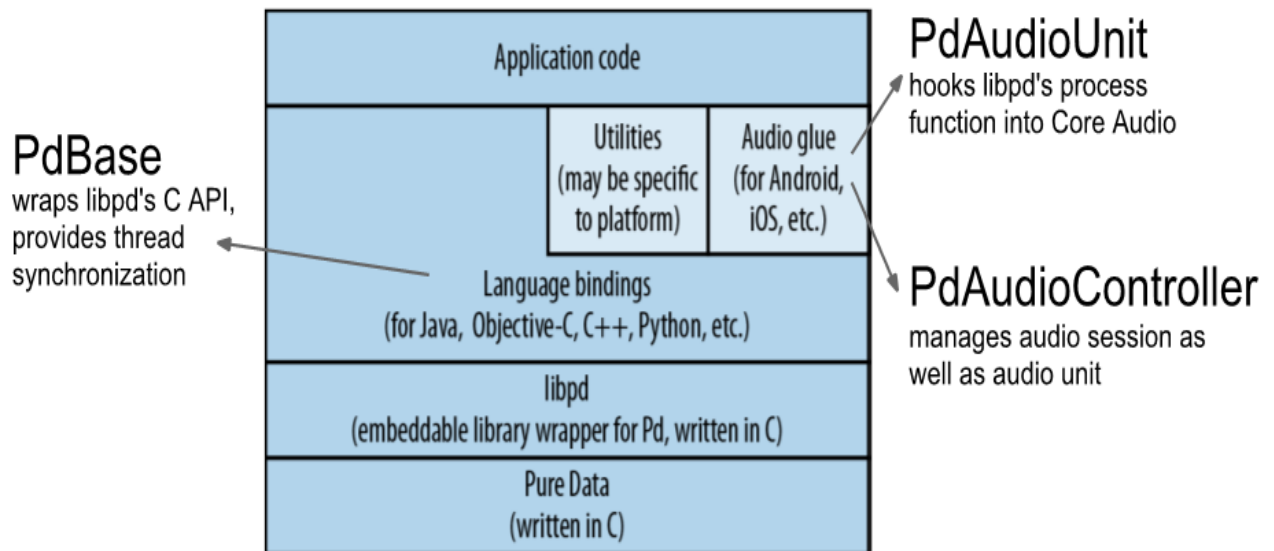 Application code
Utilities
(may be specific
to platform)
Audio glue
(for Android,
iOS, etc.)
PdAudioUnit
hooks libpd's process
function into Core Audio
PdBase
wraps libpd's C API,
provides thread
synchronization
Language bindings
(for Java, Objective-C, C++, Python, etc.)
PdAudioController
manages audio session as
well as audio unit
libpd
(embeddable library wrapper for Pd, written in C)
Pure Data
(written in C)